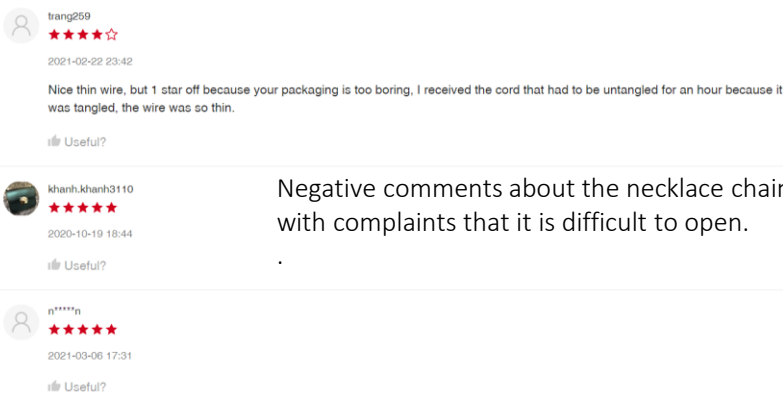 trang259
2021-02-22 23:42
Nice thin wire, but 1 star off because your packaging is too boring, I received the cord that had to be untangled for an hour because it
was tangled, the wire was so thin.
Useful?
khanh.khanh3110
2020-10-19 18:44
Useful?
Negative comments about the necklace chain
with complaints that it is difficult to open.
.
n*****n
2021-03-06 17:31
Useful?